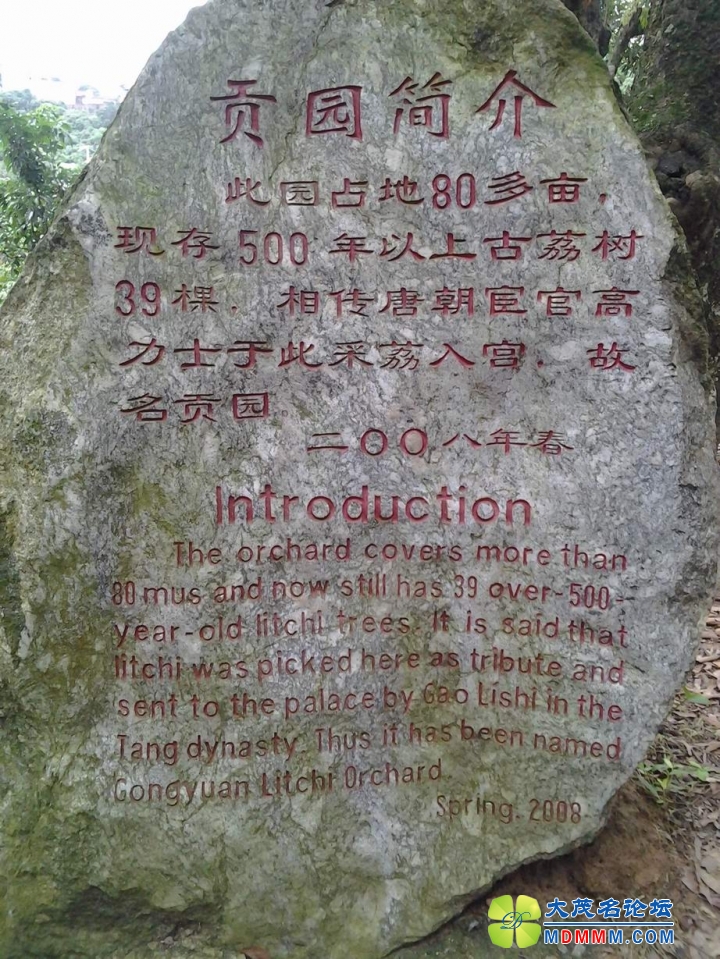 贡园简介
此园占地80多亩，
现存500年以上古荔树
39棵．相传唐朝宦官高
力士于此采荔入宫．故
名贡园
二〇〇八年春
Introduction
The orchard covers more than
80 mus and now still has 39 over-500-
year-old litchi trees. It is said that
litchi was picked here as tribute and
sent to the palace by Gao Lishi in the
Tang dynasty. Thus it has been named
Gongyuan Litchi Orchard.
Spring. 2008
大茂名论坛
MDMMM.COM